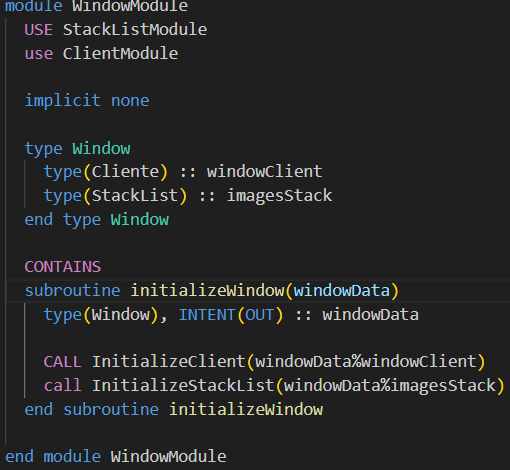 module WindowModule
USE StackListModule
use ClientModule
implicit none
type Window
type(Cliente) :: windowClient
type(StackList) :: imagesStack
end type Window
CONTAINS
subroutine initializeWindow(windowData)
type(Window), INTENT(OUT) :: windowData
CALL InitializeClient(windowData%windowClient)
call InitializeStackList(windowData%imagesStack)
end subroutine initializeWindow
end module WindowModule